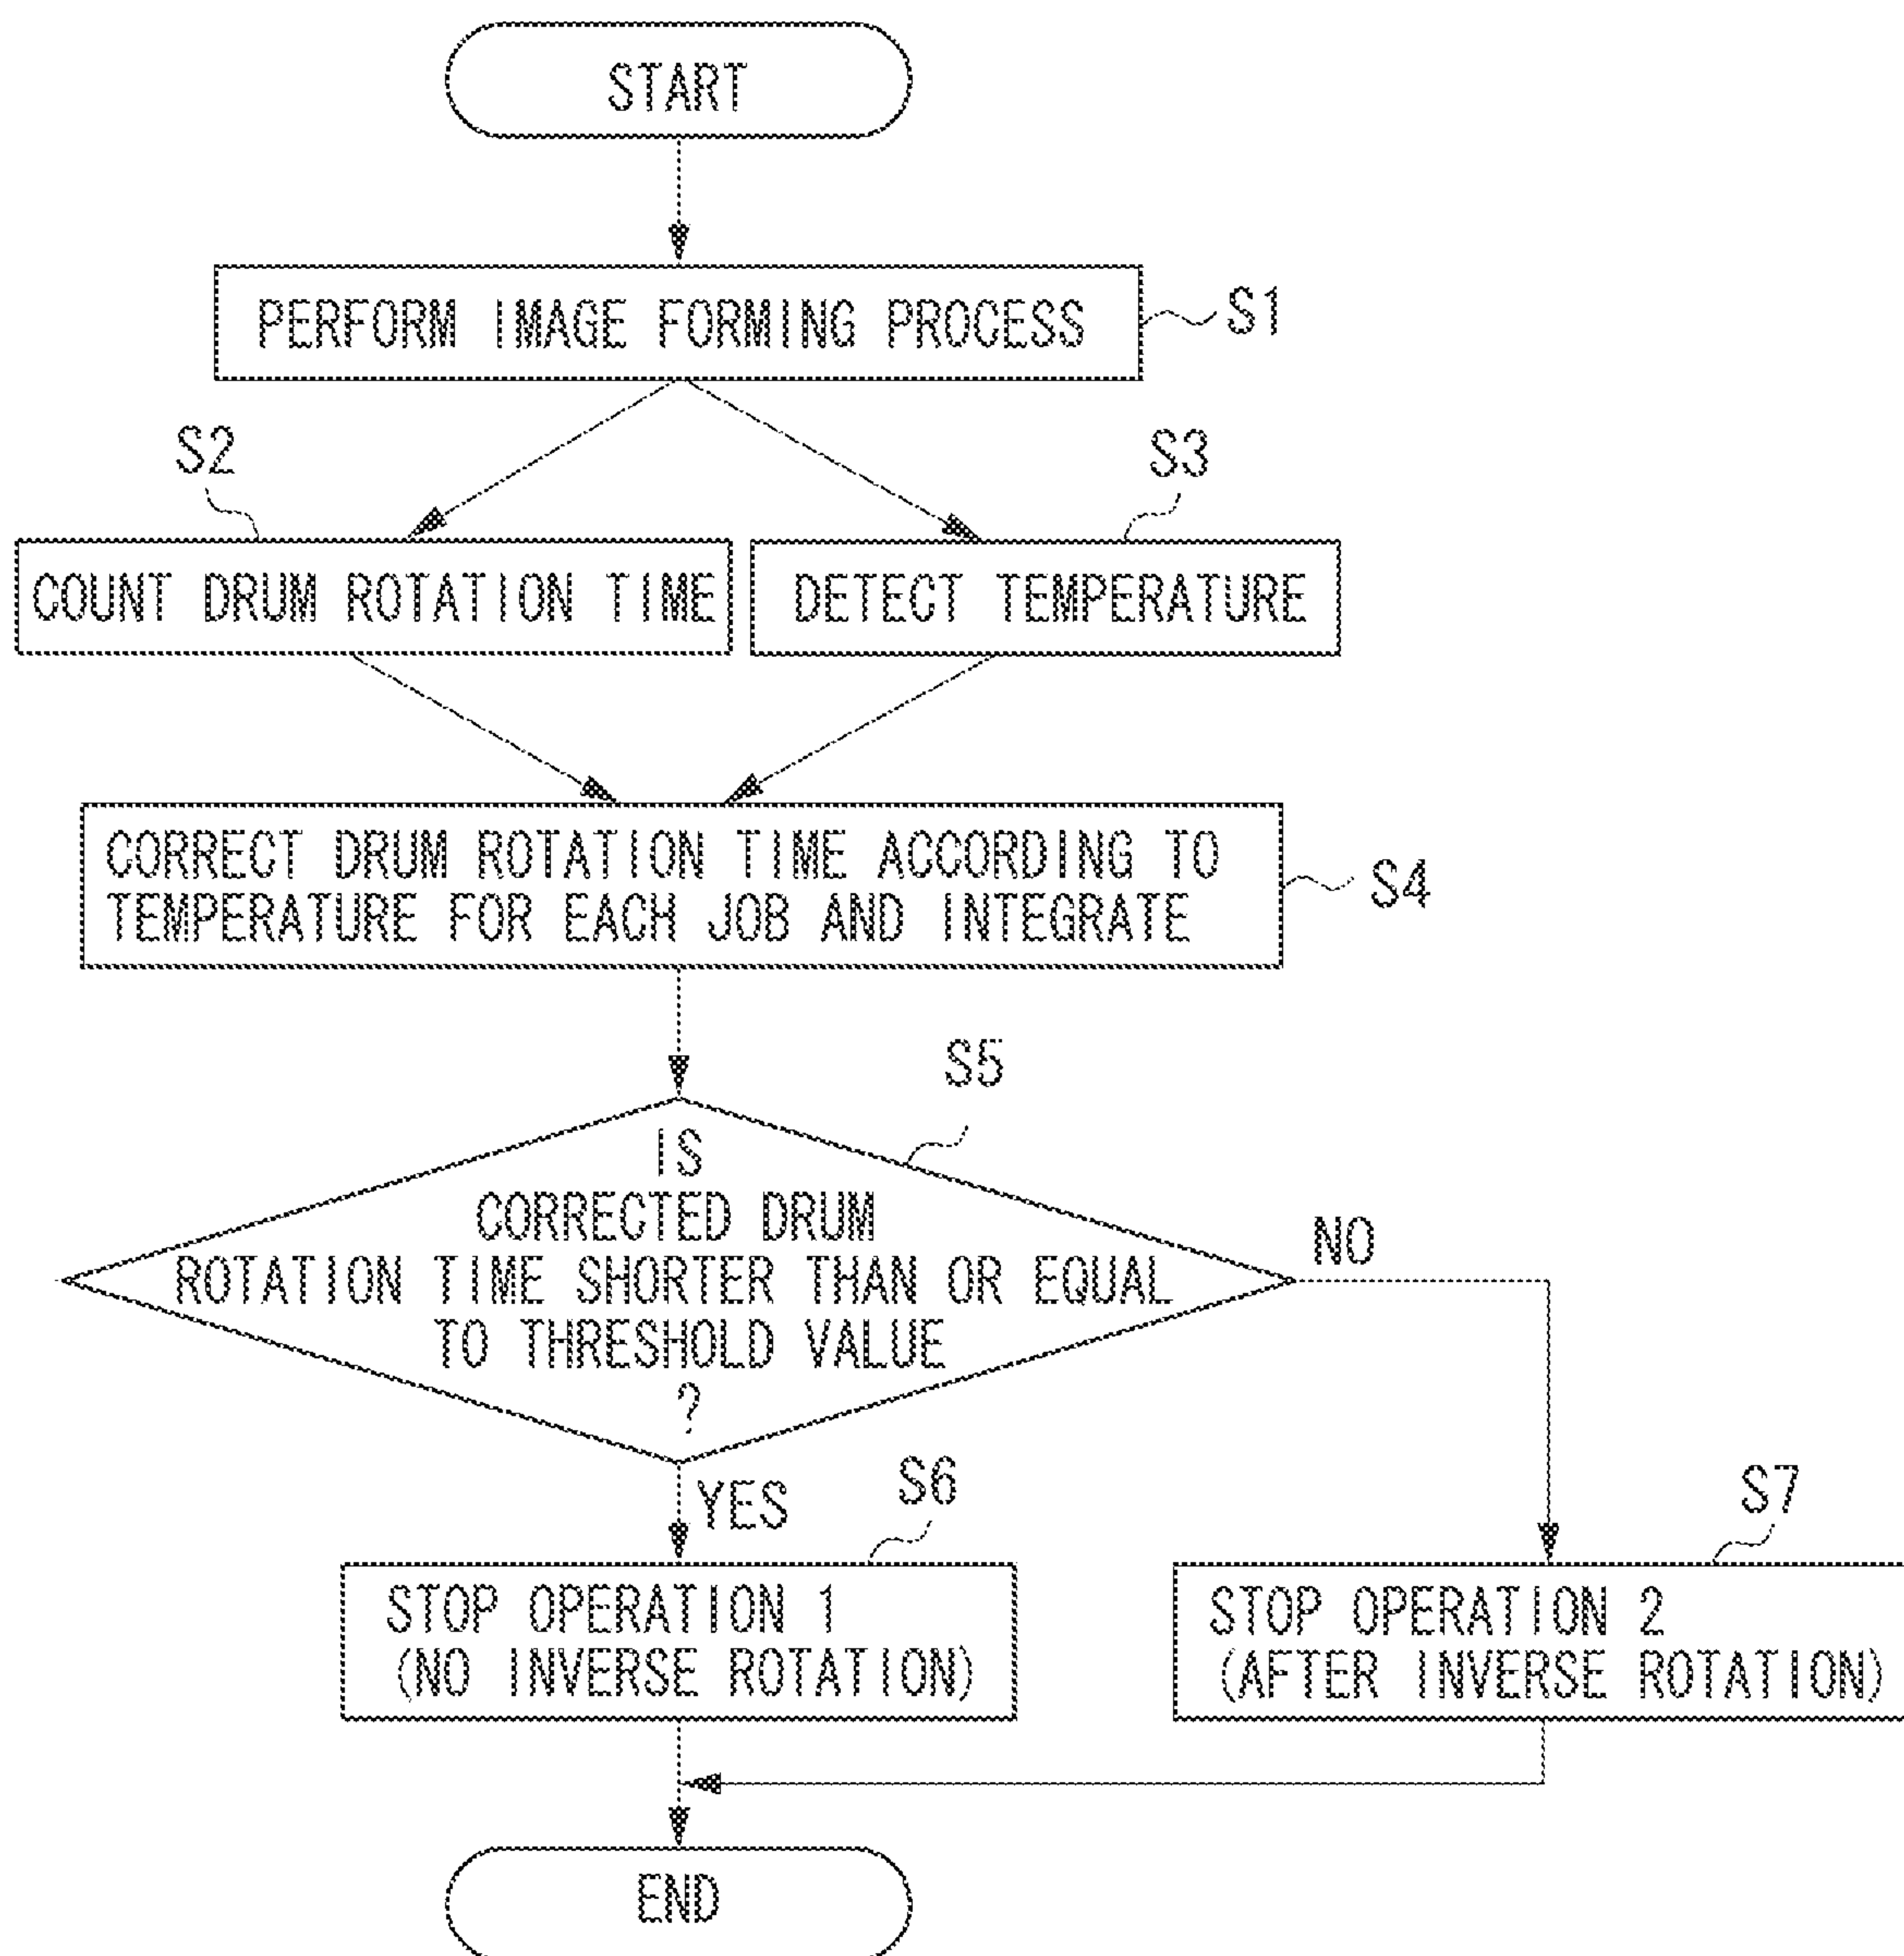 START
PERFORM IMAGE FORMING PROCESS
S1
S2
S3
COUNT DRUM ROTATION TIME
DETECT TEMPERATURE
CORRECT DRUM ROTATION TIME ACCORDING TO
TEMPERATURE FOR EACH JOB AND INTEGRATE
S4
S5
IS
CORRECTED DRUM
ROTATION TIME SHORTER THAN OR EQUAL
TO THRESHOLD VALUE
?
NO
YES
S6
S7
STOP OPERATION 1
(NO INVERSE ROTATION)
STOP OPERATION 2
(AFTER INVERSE ROTATION)
END